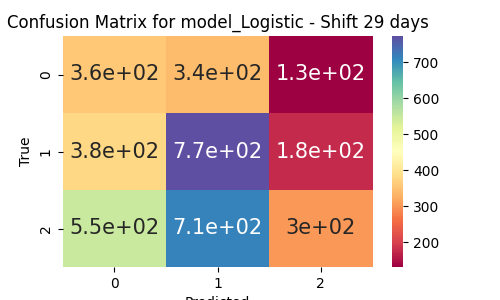 Confusion Matrix for model_Logistic - Shift 29 days
0 3.6e+02 3.4e+02 1.3e+02
1 3.8e+02 7.7e+02 1.8e+02
2 5.5e+02 7.1e+02 3e+02
0 1 2
True
Predicted
700
600
500
400
300
200